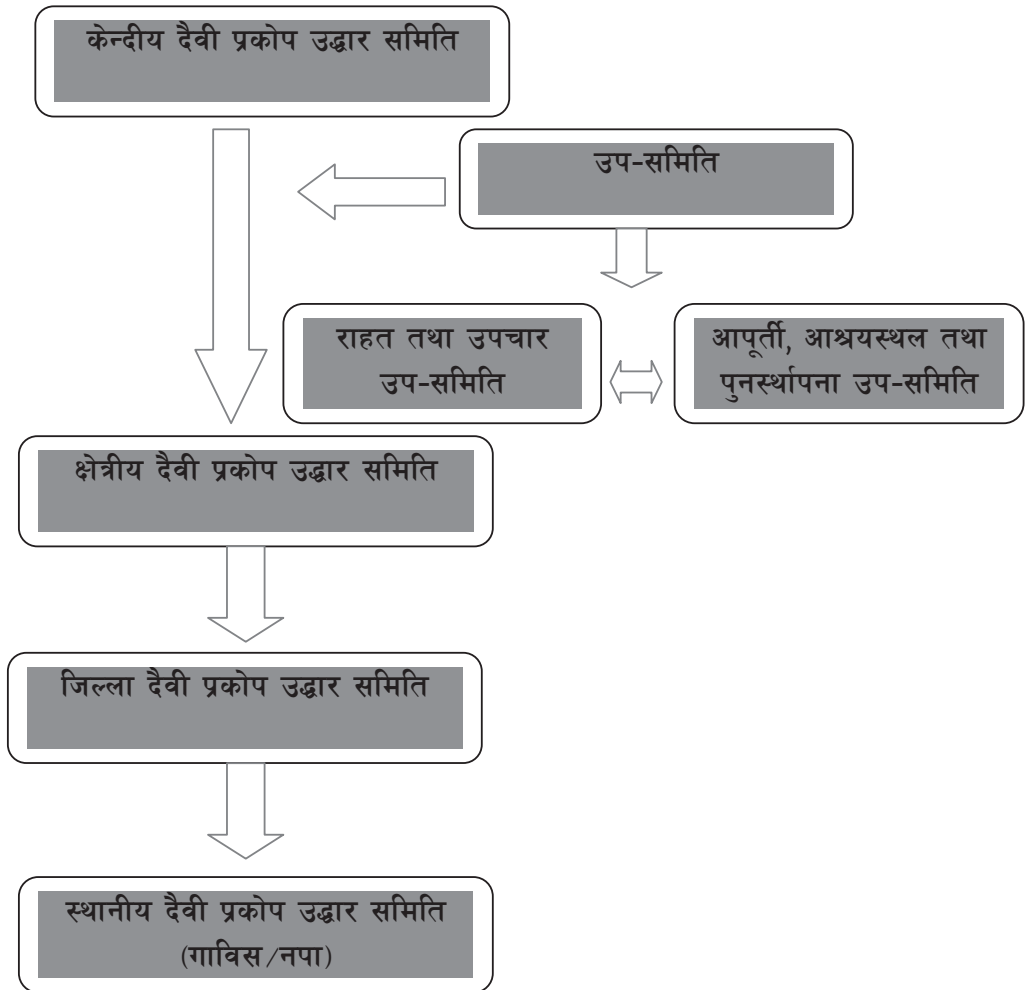 केन्दीय दैवी प्रकोप उद्धार समिति
उप-समिति
राहत तथा उपचार
उप-समिति
आपूर्ती, आश्रयस्थल तथा
पुनर्स्थापना उप-समिति
क्षेत्रीय दैवी प्रकोप उद्धार समिति
जिल्ला दैवी प्रकोप उद्धार समिति
स्थानीय दैवी प्रकोप उद्धार समिति
(गाविस/नपा)